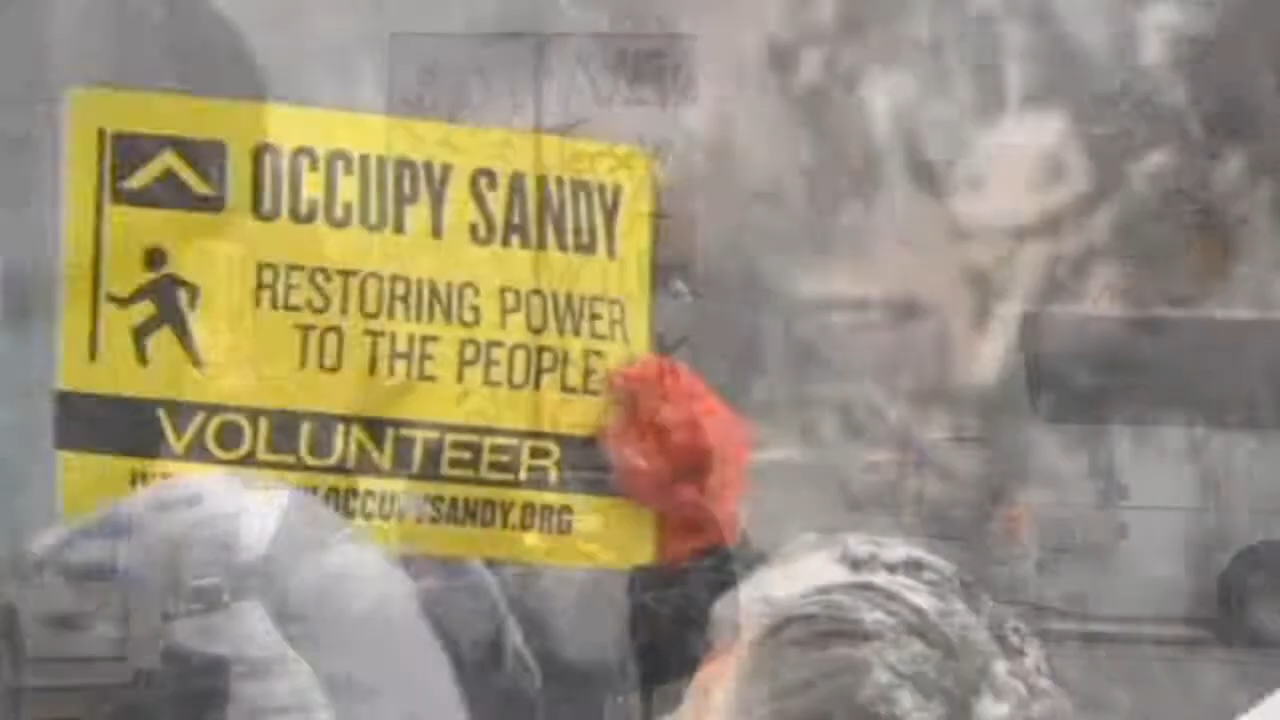 OCCUPY SANDY
RESTORING POWER
TO THE PEOPLE
VOLUNTEER